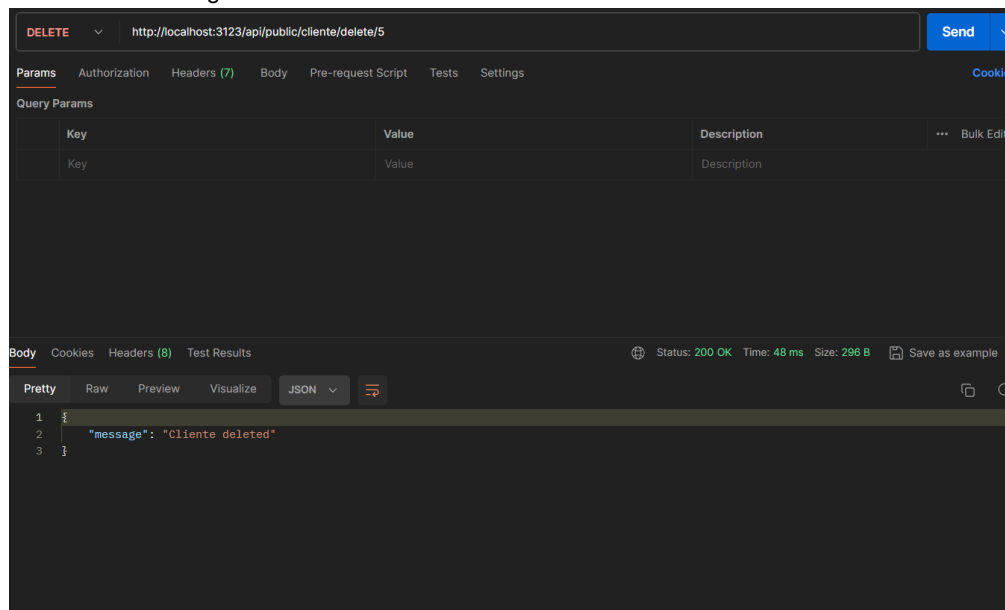 DELETE http://localhost:3123/api/public/cliente/delete/5 Send
Params Authorization Headers (7) Body Pre-request Script Tests Settings
Query Params
Key Value Description ••• Bulk Edi
Key Value Description
Body Cookies Headers (8) Test Results Status: 200 OK Time: 48 ms Size: 296 B Save as example
Pretty Raw Preview Visualize JSON
1 {
2 "message": "Cliente deleted"
3 }